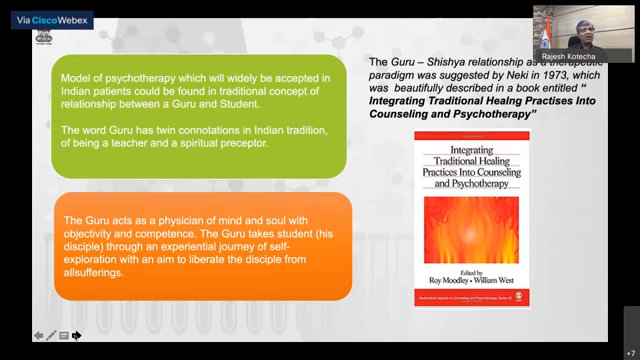 Via CiscoWebex
Rajesh Kotecha
Model of psychotherapy which will widely be accepted in
Indian patients could be found in traditional concept of
relationship between a Guru and Student.
The word Guru has twin connotations in Indian tradition,
of being a teacher and a spiritual preceptor.
The Guru acts as a physician of mind and soul with
objectivity and competence. The Guru takes student (his
disciple) through an experiential journey of self-
exploration with an aim to liberate the disciple from
allsufferings.
The Guru – Shishya relationship as a therapeutic
paradigm was suggested by Neki in 1973, which
was beautifully described in a book entitled “
Integrating Traditional Healng Practises Into
Counseling and Psychotherapy”
Integrating
Traditional Healing
Practices Into Counseling
and Psychotherapy
Edited by
Roy Moodley • William West
+7